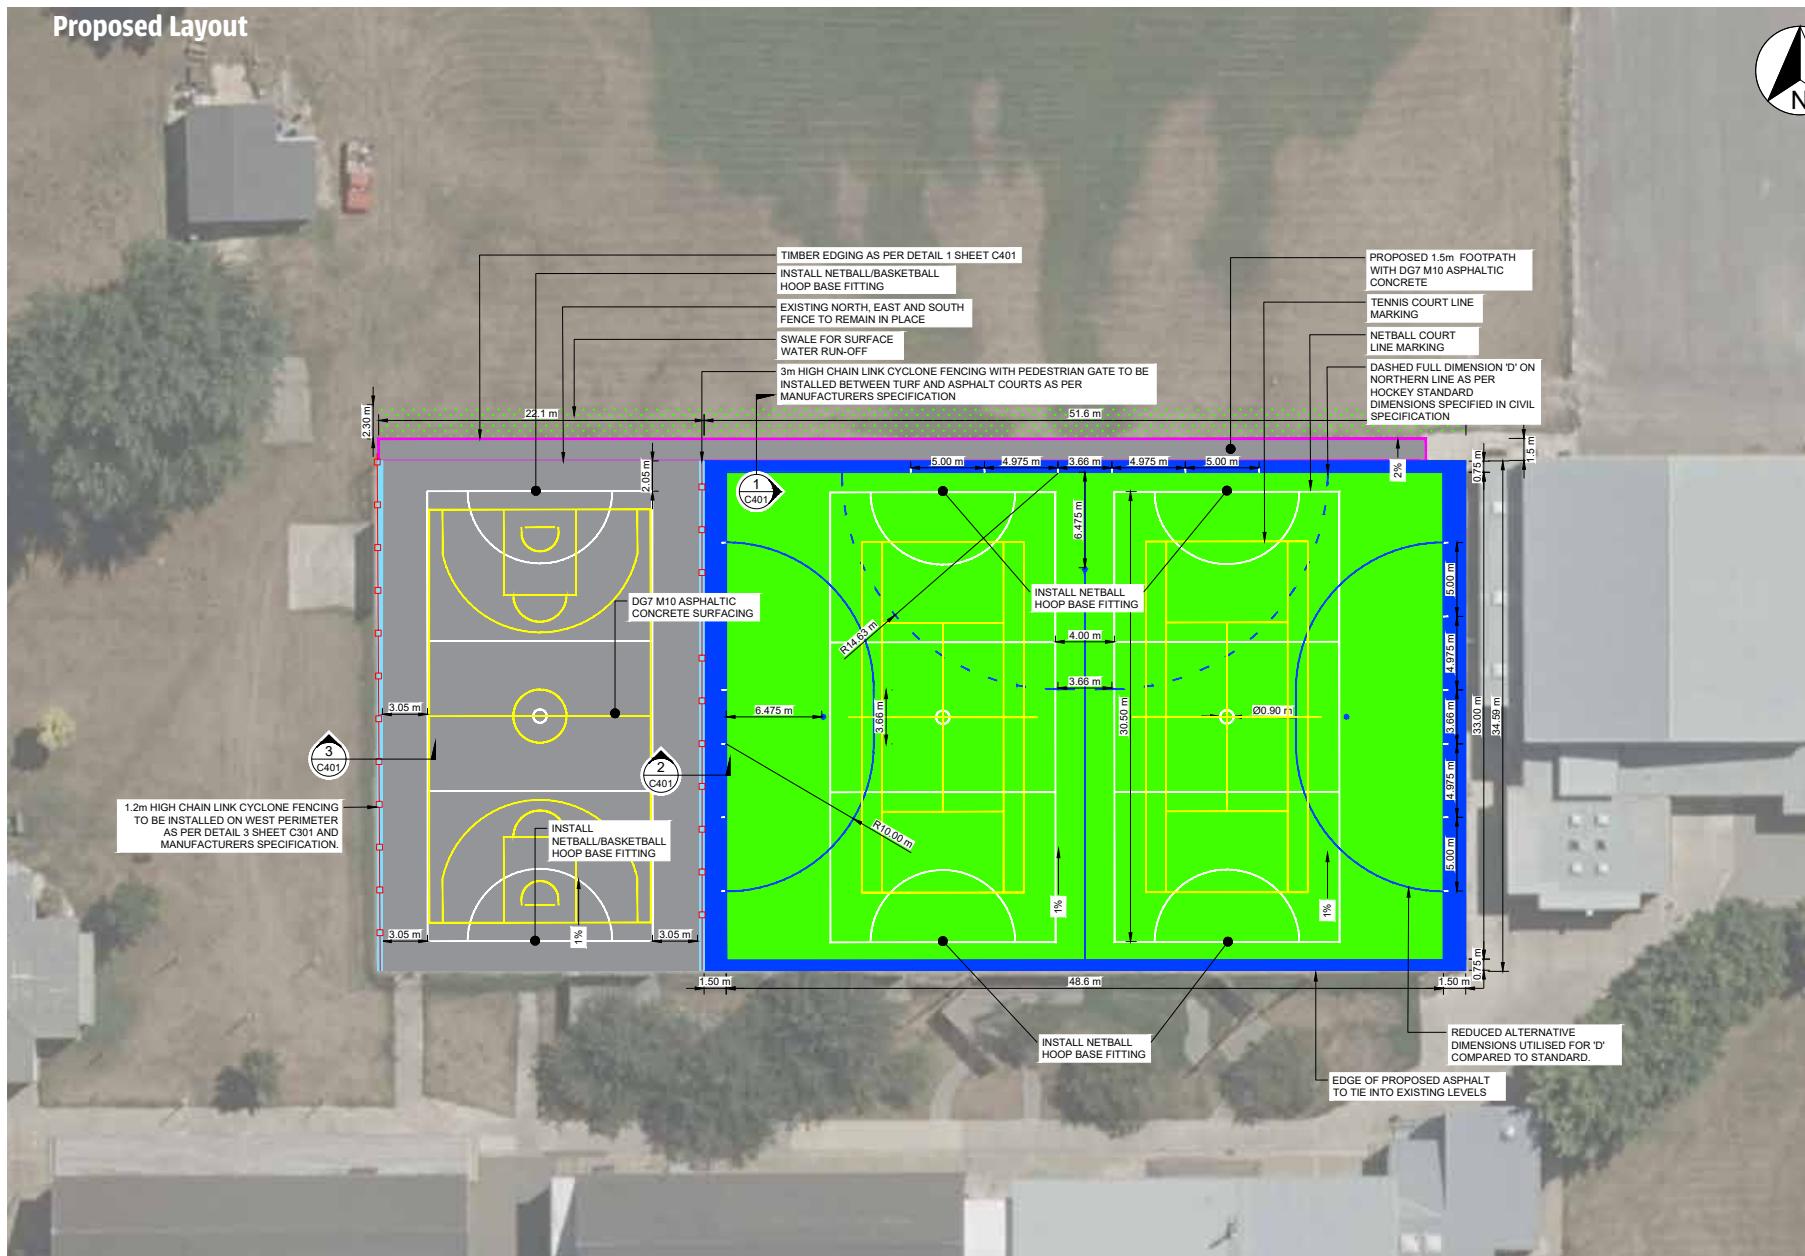 Proposed Layout
N
TIMBER EDGING AS PER DETAIL 1 SHEET C401
INSTALL NETBALL/BASKETBALL
HOOP BASE FITTING
EXISTING NORTH, EAST AND SOUTH
FENCE TO REMAIN IN PLACE
SWALE FOR SURFACE
WATER RUN-OFF
3m HIGH CHAIN LINK CYCLONE FENCING WITH PEDESTRIAN GATE TO BE
INSTALLED BETWEEN TURF AND ASPHALT COURTS AS PER
MANUFACTURERS SPECIFICATION
PROPOSED 1.5m FOOTPATH
WITH DG7 M10 ASPHALTIC
CONCRETE
TENNIS COURT LINE
MARKING
NETBALL COURT
LINE MARKING
DASHED FULL DIMENSION 'D' ON
NORTHERN LINE AS PER
HOCKEY STANDARD
DIMENSIONS SPECIFIED IN CIVIL
SPECIFICATION
2.30 m
22.1 m
51.6 m
1.5 m
2.05 m
5.00 m
4.975 m
3.66 m
4.975 m
5.00 m
2%
0.75 m
1
C401
6.475 m
INSTALL NETBALL
HOOP BASE FITTING
DG7 M10 ASPHALTIC
CONCRETE SURFACING
R14.63 m
4.00 m
3.66 m
5.00 m
4.975 m
3.66 m
4.975 m
5.00 m
33.00 m
34.59 m
3.05 m
6.475 m
3.66 m
30.50 m
Ø0.90 m
3
C401
2
C401
1.2m HIGH CHAIN LINK CYCLONE FENCING
TO BE INSTALLED ON WEST PERIMETER
AS PER DETAIL 3 SHEET C301 AND
MANUFACTURERS SPECIFICATION.
INSTALL
NETBALL/BASKETBALL
HOOP BASE FITTING
R10.00 m
3.05 m
1%
3.05 m
1%
1%
0.75 m
1.50 m
48.6 m
1.50 m
INSTALL NETBALL
HOOP BASE FITTING
REDUCED ALTERNATIVE
DIMENSIONS UTILISED FOR 'D'
COMPARED TO STANDARD.
EDGE OF PROPOSED ASPHALT
TO TIE INTO EXISTING LEVELS